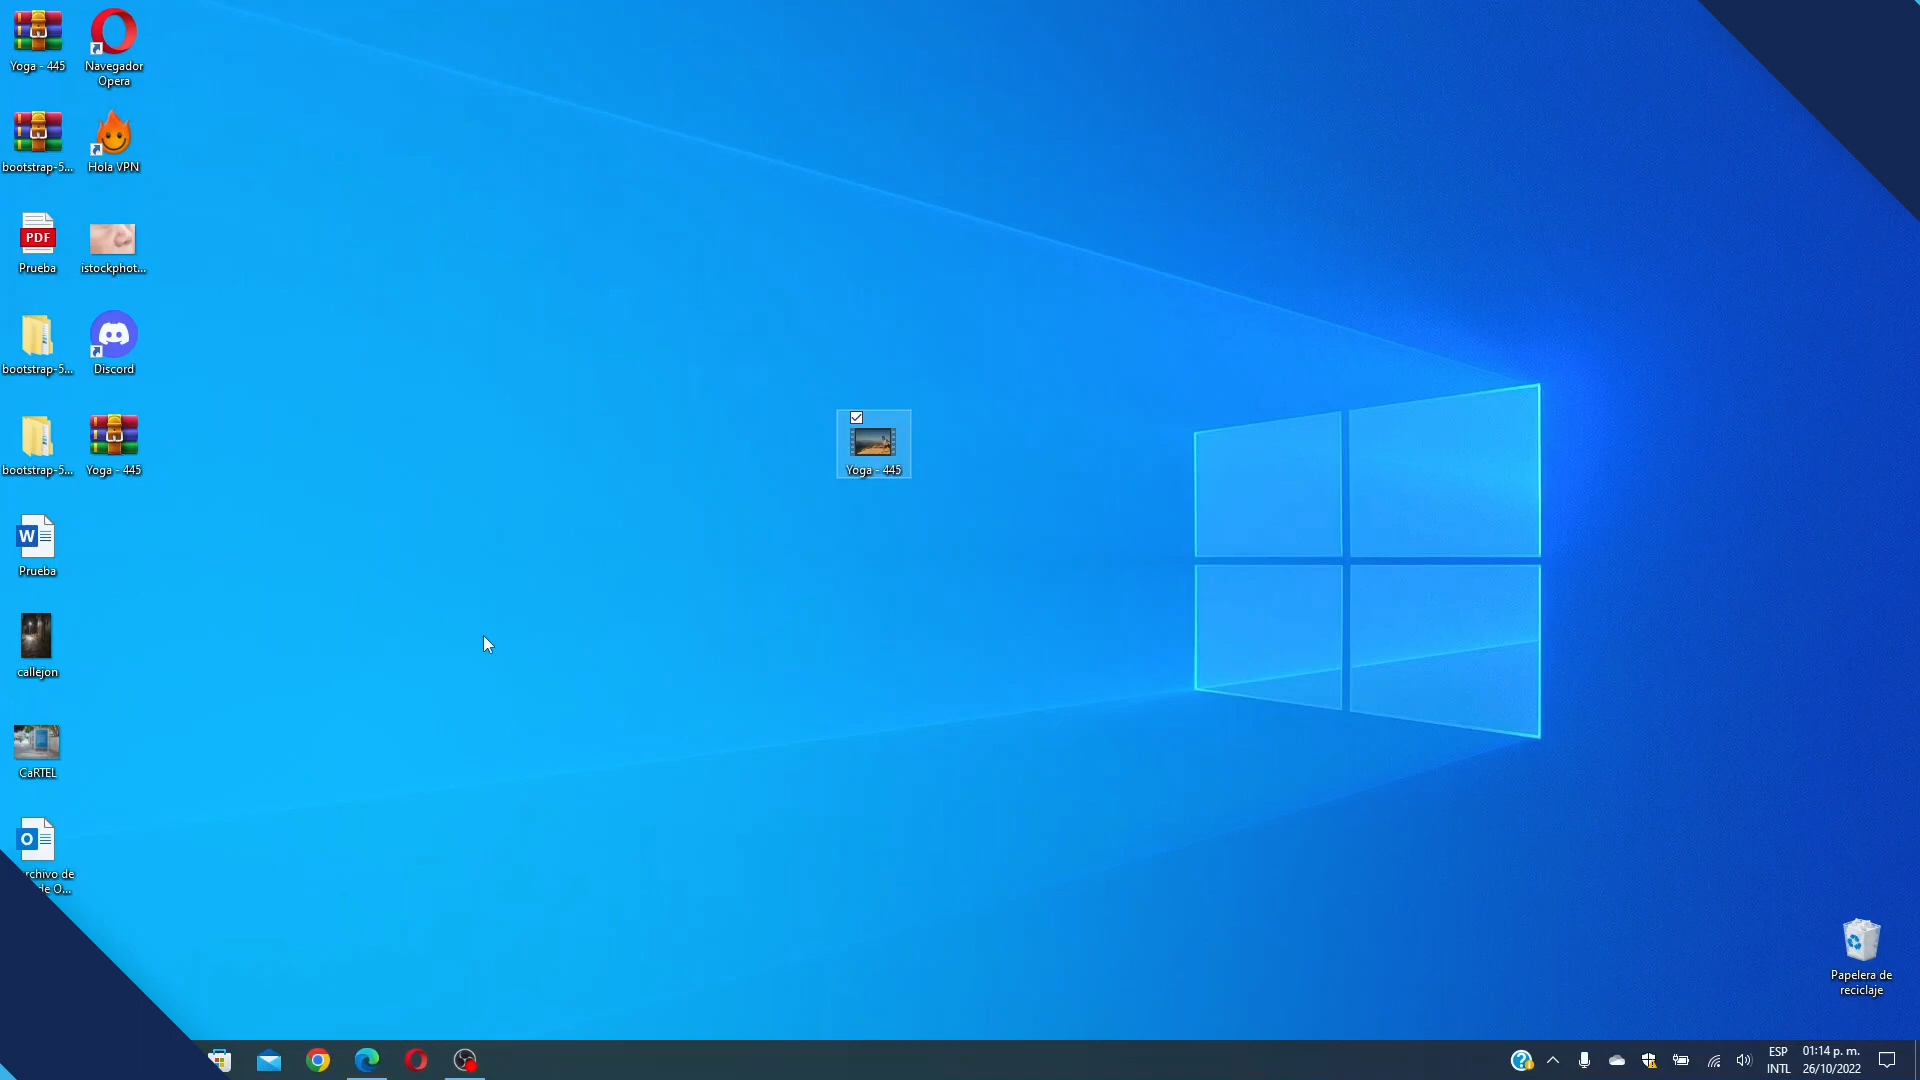 Yoga - 445
Navegador
Opera
bootstrap-5...
Hola VPN
PDF
Prueba
istockphot...
bootstrap-5...
Discord
bootstrap-5...
Yoga - 445
Yoga - 445
W
Prueba
callejon
CaRTEL
O
rchivo de
de O...
Papelera de
reciclaje
ESP
INTL
01:14 p. m.
26/10/2022